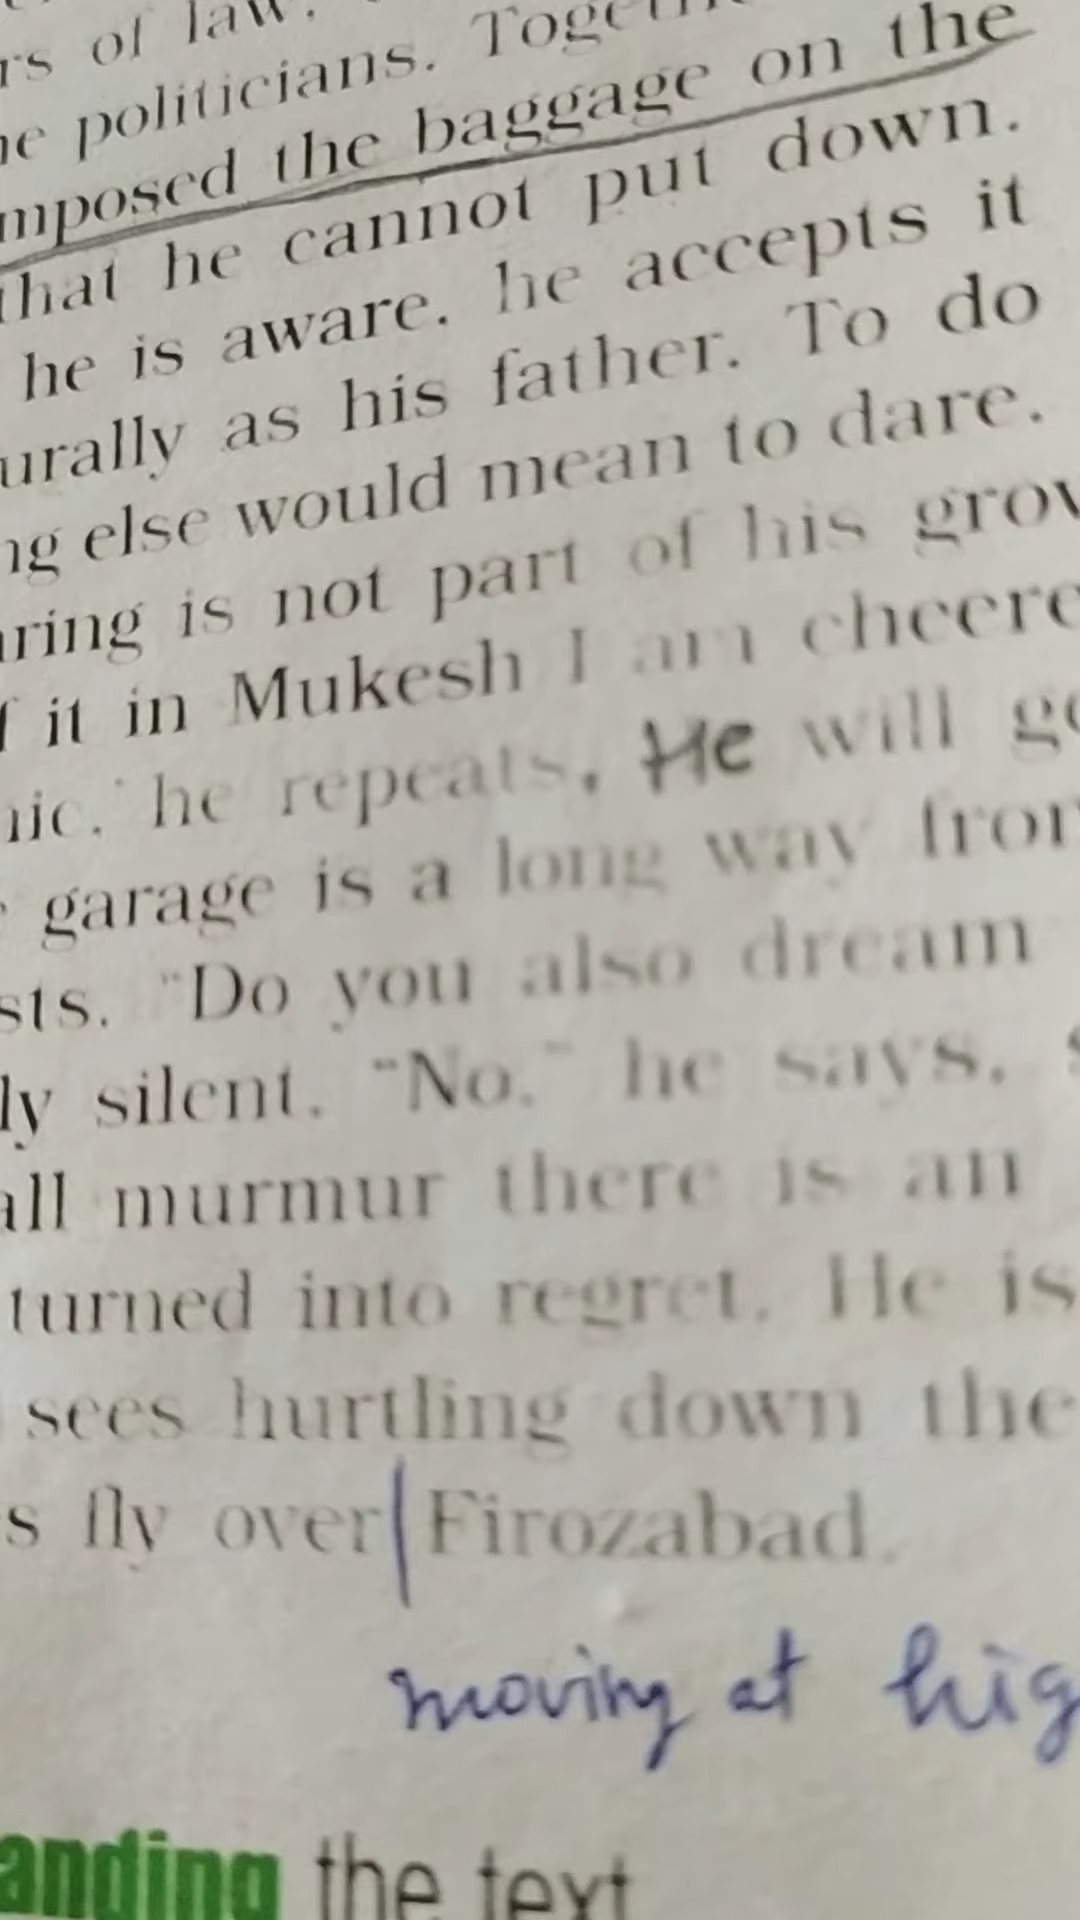 rs of law.
politicians.
mposed the baggage on the
that he cannot put down.
he is aware, he accepts it
urally as his father. To do
ng else would mean to dare.
aring is not part of his grow
f it in Mukesh I am cheere
nic,' he repeats. He will go
garage is a long way from
sts. "Do you also dream
ly silent. "No," he says, s
all murmur there is an
turned into regret. He is
sees hurtling down the
s fly over Firozabad.
moving at hig
anding the text